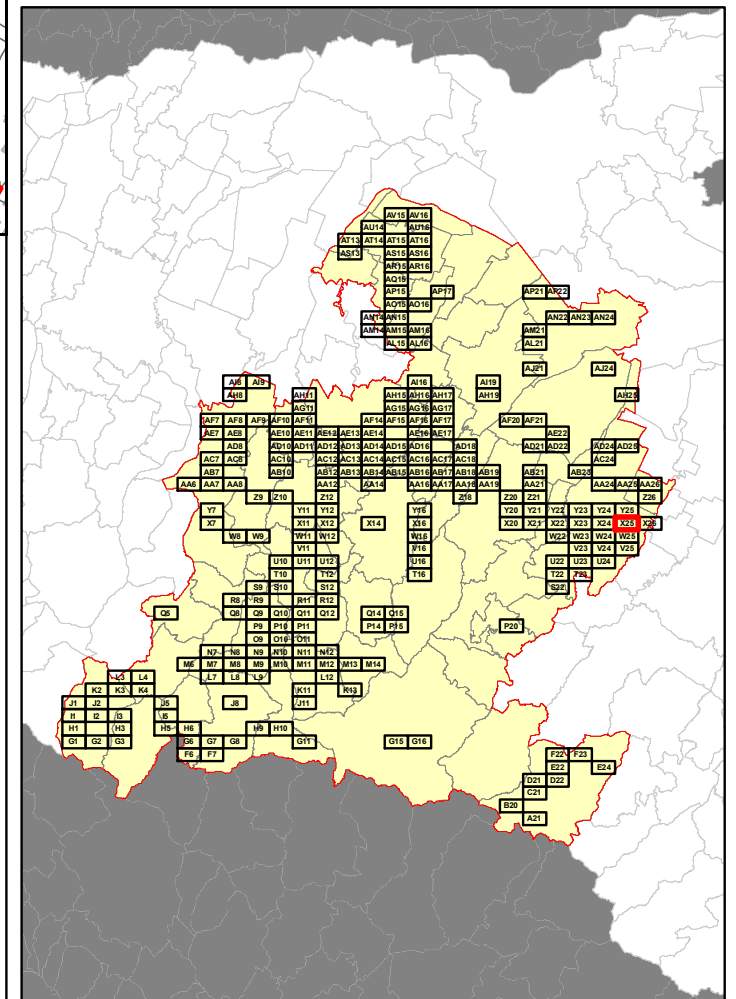 AV15 AV16
AU14 AU16
AT13 AT14 AT15 AT16
AS13 AS15 AS16
AR15 AR16
AQ15
AP15 AP17 AP21 AP22
AO15 AO16
AN14 AN15 AN22 AN23 AN24
AM14 AM15 AM16 AM21
AL15 AL16 AL21
AJ21 AJ24
AI8 AI9 AI16 AI19
AH8 AH11 AH15 AH16 AH17 AH19 AH25
AG11 AG15 AG16 AG17
AF7 AF8 AF9 AF10 AF11 AF14 AF15 AF16 AF17 AF20 AF21
AE7 AE8 AE10 AE11 AE12 AE13 AE14 AE16 AE17 AE22
AD8 AD10 AD11 AD12 AD13 AD14 AD15 AD16 AD18 AD21 AD22 AD24 AD25
AC7 AC8 AC10 AC12 AC13 AC14 AC15 AC16 AC17 AC18 AC24
AB7 AB10 AB12 AB13 AB14 AB15 AB16 AB17 AB18 AB19 AB21 AB23
AA6 AA7 AA8 AA12 AA14 AA16 AA17 AA18 AA19 AA21 AA24 AA25 AA26
Z9 Z10 Z12 Z18 Z20 Z21 Z26
Y7 Y11 Y12 Y16 Y20 Y21 Y22 Y23 Y24 Y25
X7 X11 X12 X14 X16 X20 X21 X22 X23 X24 X25 X26
W8 W9 W11 W12 W16 W22 W23 W24 W25
V11 V16 V23 V24 V25
U10 U11 U12 U16 U22 U23 U24
T10 T12 T16 T22 T23
S9 S10 S12 S22
R8 R9 R11 R12
Q5 Q8 Q9 Q10 Q11 Q12 Q14 Q15
P9 P10 P11 P14 P15 P20
O9 O10 O11
N7 N8 N9 N10 N11 N12
M6 M7 M8 M9 M10 M11 M12 M13 M14
L3 L4 L7 L8 L9 L12
K2 K3 K4 K11 K13
J1 J2 J5 J8 J11
I1 I2 I3 I5
H1 H3 H5 H6 H9 H10
G1 G2 G3 G6 G7 G8 G11 G15 G16
F6 F7 F22 F23
E22 E24
D21 D22
C21
B20
A21